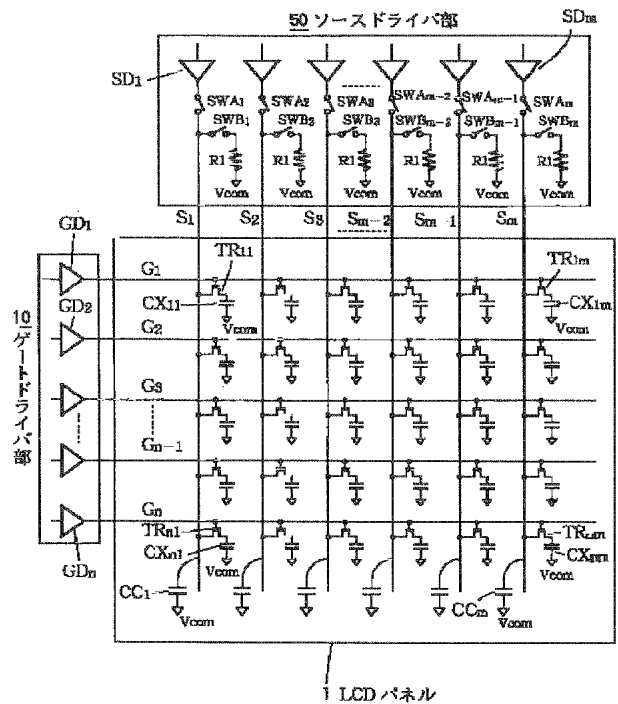 50 ソースドライバ部
SD1
SDm
SWA1 SWA2 SWA3 SWAm-2 SWAm-1 SWAm
SWB1 SWB2 SWB3 SWBm-2 SWBm-1 SWBm
R1 R1 R1 R1 R1 R1
Vcom Vcom Vcom Vcom Vcom Vcom
S1 S2 S3 Sm-2 Sm-1 Sm
GD1
G1
TR11
TR1m
CX11
CX1m
GD2
Vcom
Vcom
G2
10 ゲートドライバ部
G3
Gn-1
Gn
TRn1
TRnm
CXn1
CXnm
GDn
Vcom
Vcom
CC1
CCm
Vcom
Vcom
1 LCD パネル